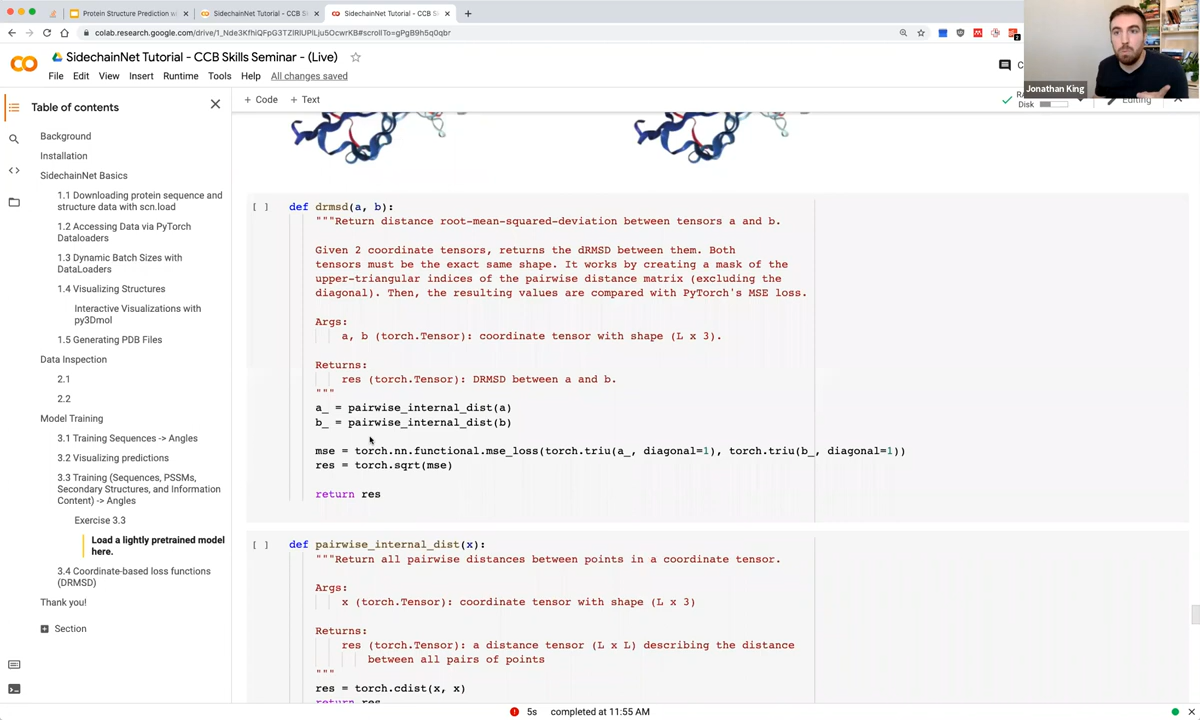 Protein Structure Prediction wi
SidechainNet Tutorial - CCB S
SidechainNet Tutorial - CCB S
colab.research.google.com/drive/1_Nde3KfhiQFpG3TZlRlUPlLju5OcwrKB#scrollTo=gPgB9h5q0qbr
SidechainNet Tutorial - CCB Skills Seminar - (Live)
File Edit View Insert Runtime Tools Help All changes saved
Jonathan King
Table of contents
+ Code + Text
Disk
Editing
Background
Installation
SidechainNet Basics
1.1 Downloading protein sequence and
structure data with scn.load
1.2 Accessing Data via PyTorch
Dataloaders
1.3 Dynamic Batch Sizes with
DataLoaders
1.4 Visualizing Structures
Interactive Visualizations with
py3Dmol
1.5 Generating PDB Files
Data Inspection
2.1
2.2
Model Training
3.1 Training Sequences -> Angles
3.2 Visualizing predictions
3.3 Training (Sequences, PSSMs,
Secondary Structures, and Information
Content) -> Angles
Exercise 3.3
Load a lightly pretrained model
here.
3.4 Coordinate-based loss functions
(DRMSD)
Thank you!
Section
[ ] def drmsd(a, b):
"""Return distance root-mean-squared-deviation between tensors a and b.
Given 2 coordinate tensors, returns the dRMSD between them. Both
tensors must be the exact same shape. It works by creating a mask of the
upper-triangular indices of the pairwise distance matrix (excluding the
diagonal). Then, the resulting values are compared with PyTorch's MSE loss.
Args:
a, b (torch.Tensor): coordinate tensor with shape (L x 3).
Returns:
res (torch.Tensor): DRMSD between a and b.
"""
a_ = pairwise_internal_dist(a)
b_ = pairwise_internal_dist(b)
mse = torch.nn.functional.mse_loss(torch.triu(a_, diagonal=1), torch.triu(b_, diagonal=1))
res = torch.sqrt(mse)
return res
[ ] def pairwise_internal_dist(x):
"""Return all pairwise distances between points in a coordinate tensor.
Args:
x (torch.Tensor): coordinate tensor with shape (L x 3)
Returns:
res (torch.Tensor): a distance tensor (L x L) describing the distance
between all pairs of points
"""
res = torch.cdist(x, x)
return res
5s completed at 11:55 AM